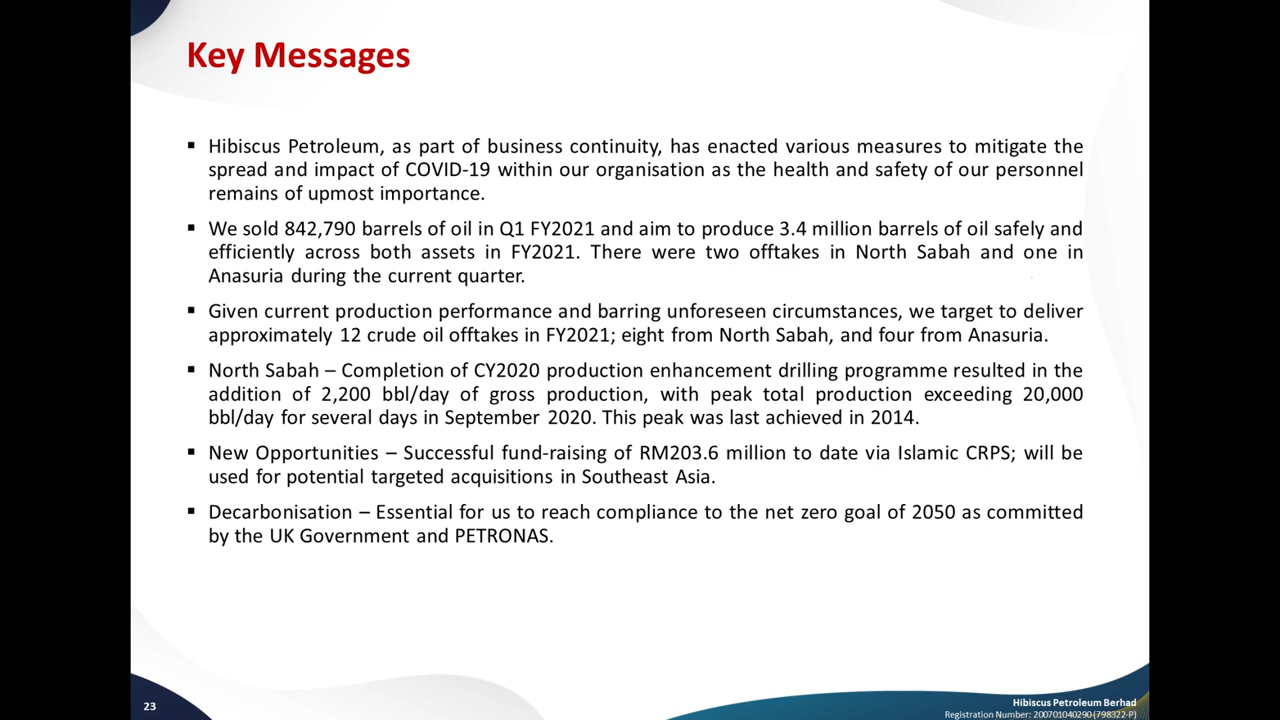 Key Messages
▪ Hibiscus Petroleum, as part of business continuity, has enacted various measures to mitigate the
spread and impact of COVID-19 within our organisation as the health and safety of our personnel
remains of upmost importance.
▪ We sold 842,790 barrels of oil in Q1 FY2021 and aim to produce 3.4 million barrels of oil safely and
efficiently across both assets in FY2021. There were two offtakes in North Sabah and one in
Anasuria during the current quarter.
▪ Given current production performance and barring unforeseen circumstances, we target to deliver
approximately 12 crude oil offtakes in FY2021; eight from North Sabah, and four from Anasuria.
▪ North Sabah – Completion of CY2020 production enhancement drilling programme resulted in the
addition of 2,200 bbl/day of gross production, with peak total production exceeding 20,000
bbl/day for several days in September 2020. This peak was last achieved in 2014.
▪ New Opportunities – Successful fund-raising of RM203.6 million to date via Islamic CRPS; will be
used for potential targeted acquisitions in Southeast Asia.
▪ Decarbonisation – Essential for us to reach compliance to the net zero goal of 2050 as committed
by the UK Government and PETRONAS.
23
Hibiscus Petroleum Berhad
Registration Number: 200701040290 (798322-P)